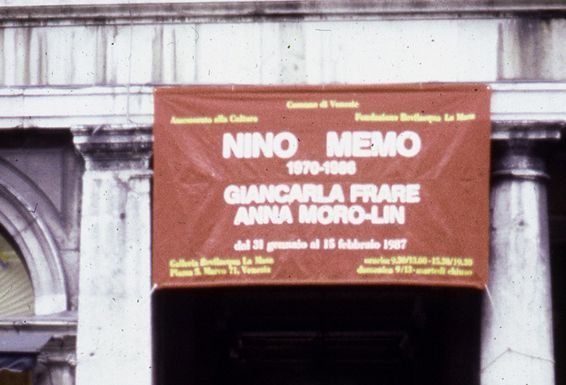 Comune di Venezia
Assessorato alla Cultura Fondazione Bevilacqua La Masa
NINO MEMO
1970-1986
GIANCARLA FRARE
ANNA MORO-LIN
dal 31 gennaio al 15 febbraio 1987
Galleria Bevilacqua La Masa orario: 9.30/13.00 - 15.30/19.30
Piazza S. Marco 71, Venezia domenica 9/13 - martedì chiuso